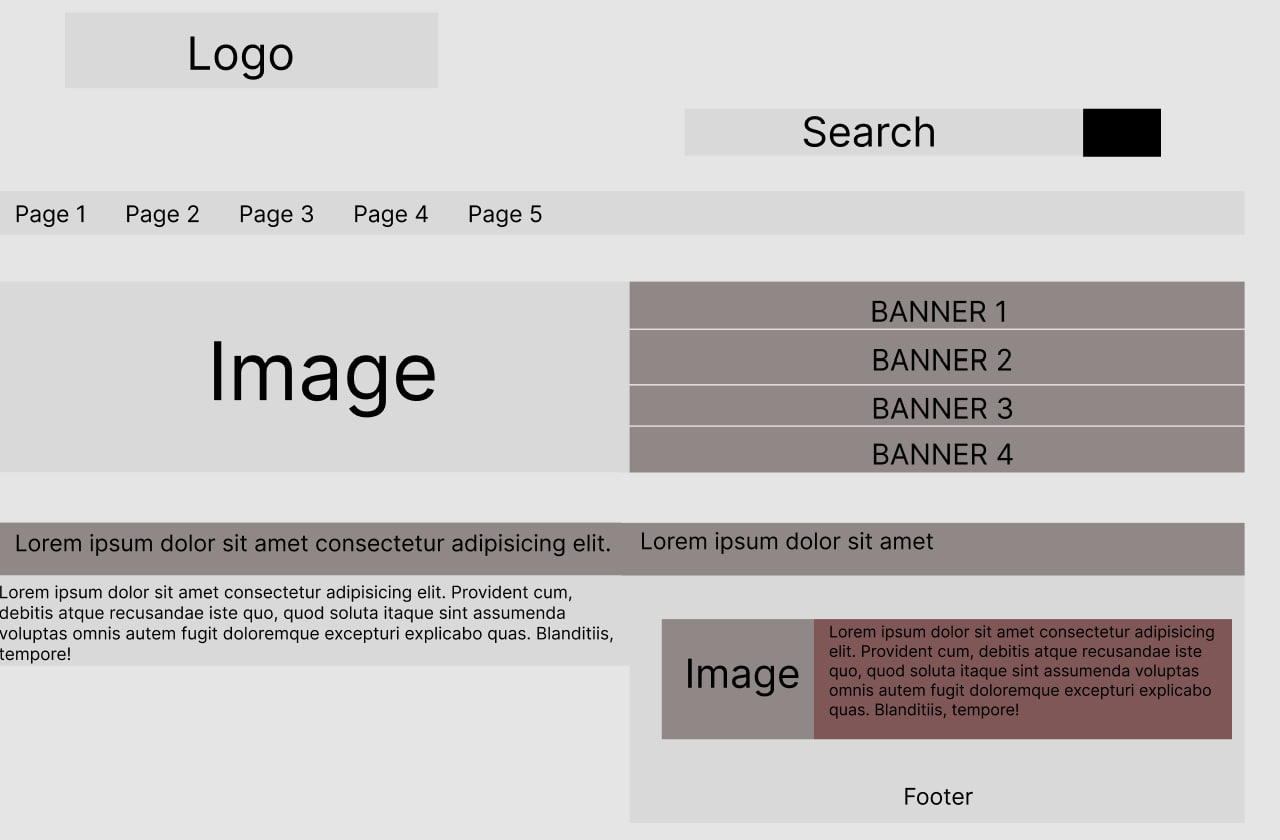 Logo
Search
Page 1 Page 2 Page 3 Page 4 Page 5
Image
BANNER 1
BANNER 2
BANNER 3
BANNER 4
Lorem ipsum dolor sit amet consectetur adipisicing elit.
Lorem ipsum dolor sit amet consectetur adipisicing elit. Provident cum,
debitis atque recusandae iste quo, quod soluta itaque sint assumenda
voluptas omnis autem fugit doloremque excepturi explicabo quas. Blanditiis,
tempore!
Lorem ipsum dolor sit amet
Image
Lorem ipsum dolor sit amet consectetur adipisicing
elit. Provident cum, debitis atque recusandae iste
quo, quod soluta itaque sint assumenda voluptas
omnis autem fugit doloremque excepturi explicabo
quas. Blanditiis, tempore!
Footer